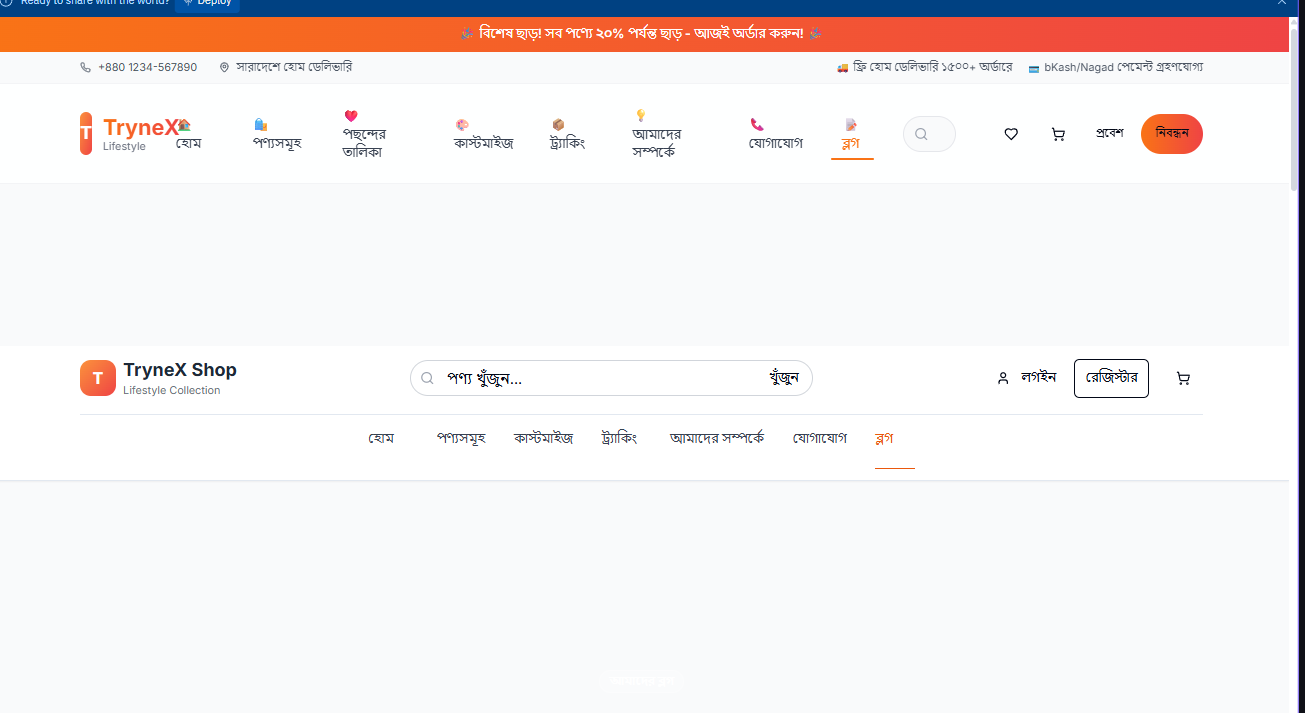 Ready to share with the world? Deploy
বিশেষ ছাড়! সব পণ্যে ২০% পর্যন্ত ছাড় - আজই অর্ডার করুন!
+880 1234-567890 সারাদেশে হোম ডেলিভারি ফ্রি হোম ডেলিভারি ১৫০০+ অর্ডারে bKash/Nagad পেমেন্ট গ্রহণযোগ্য
T TryneX
Lifestyle
হোম
পণ্যসমূহ
পছন্দের
তালিকা
কাস্টমাইজ
ট্র্যাকিং
আমাদের
সম্পর্কে
যোগাযোগ
ব্লগ
প্রবেশ
নিবন্ধন
T TryneX Shop
Lifestyle Collection
পণ্য খুঁজুন... খুঁজুন
লগইন রেজিস্টার
হোম পণ্যসমূহ কাস্টমাইজ ট্র্যাকিং আমাদের সম্পর্কে যোগাযোগ ব্লগ